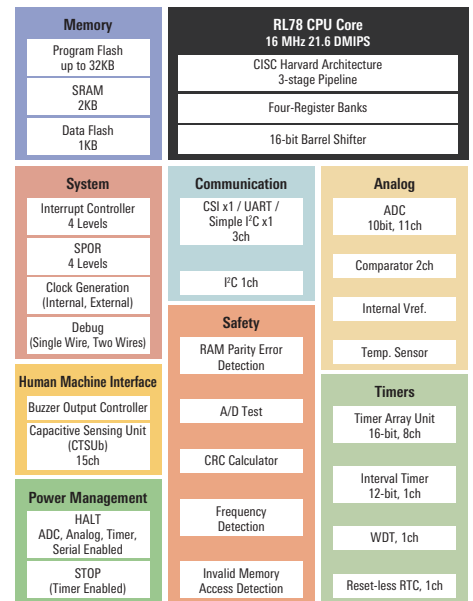 Memory
Program Flash
up to 32KB
SRAM
2KB
Data Flash
1KB
RL78 CPU Core
16 MHz 21.6 DMIPS
CISC Harvard Architecture
3-stage Pipeline
Four-Register Banks
16-bit Barrel Shifter
System
Interrupt Controller
4 Levels
SPOR
4 Levels
Clock Generation
(Internal, External)
Debug
(Single Wire, Two Wires)
Human Machine Interface
Buzzer Output Controller
Capacitive Sensing Unit
(CTSUb)
15ch
Power Management
HALT
ADC, Analog, Timer,
Serial Enabled
STOP
(Timer Enabled)
Communication
CSI x1 / UART /
Simple I²C x1
3ch
I²C 1ch
Safety
RAM Parity Error
Detection
A/D Test
CRC Calculator
Frequency
Detection
Invalid Memory
Access Detection
Analog
ADC
10bit, 11ch
Comparator 2ch
Internal Vref.
Temp. Sensor
Timers
Timer Array Unit
16-bit, 8ch
Interval Timer
12-bit, 1ch
WDT, 1ch
Reset-less RTC, 1ch